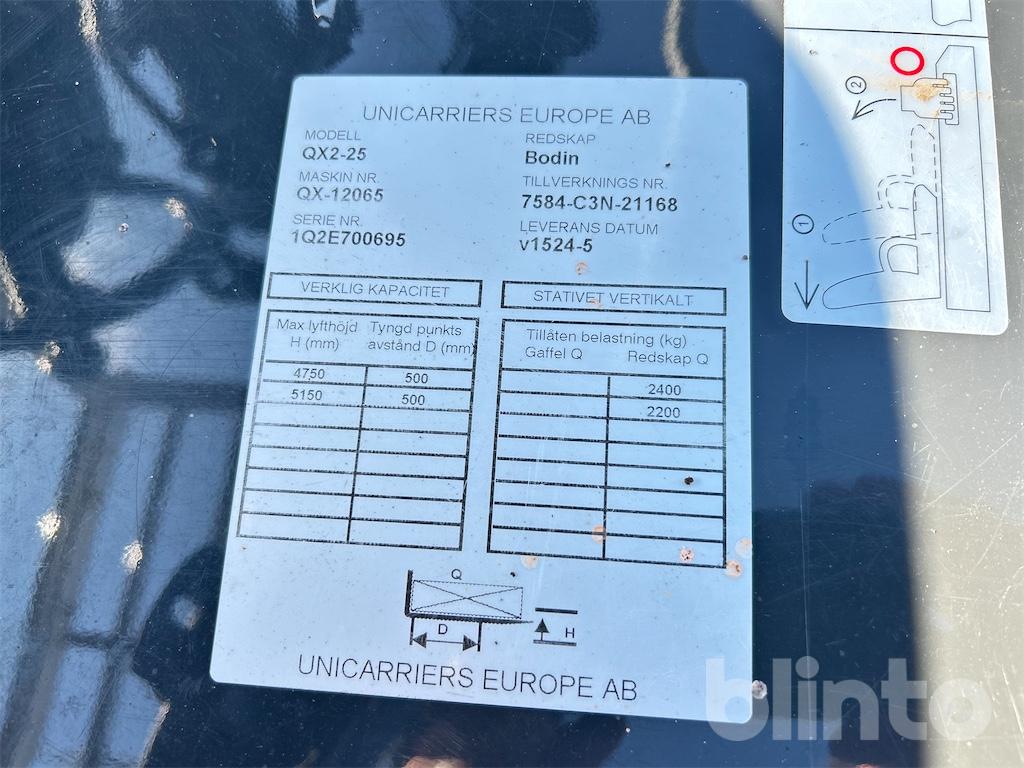 UNICARRIERS EUROPE AB
MODELL
QX2-25
MASKIN NR.
QX-12065
SERIE NR.
1Q2E700695
REDSKAP
Bodin
TILLVERKNINGS NR.
7584-C3N-21168
LEVERANS DATUM
v1524-5
VERKLIG KAPACITET
STATIVET VERTIKALT
Max lyfthöjd Tyngd punkts
H (mm) avstånd D (mm)
4750 500
5150 500
Tillåten belastning (kg)
Gaffel Q Redskap Q
2400
2200
Q
D
H
UNICARRIERS EUROPE AB
2
1
blinto